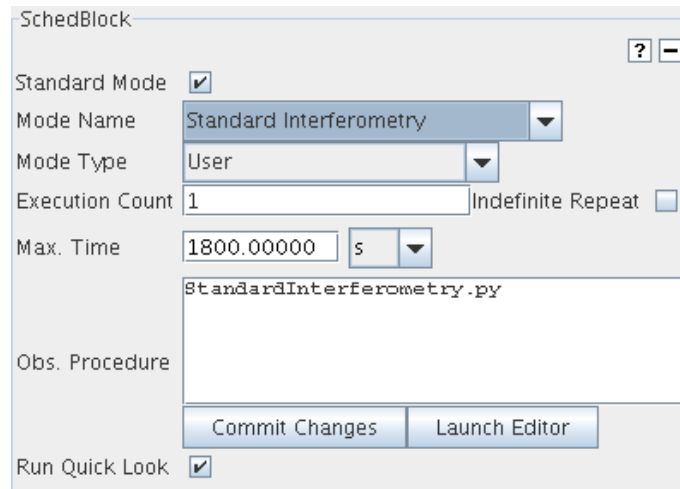 SchedBlock
?
Standard Mode
Mode Name Standard Interferometry
Mode Type User
Execution Count 1 Indefinite Repeat
Max. Time 1800.00000 s
StandardInterferometry.py
Obs. Procedure
Commit Changes Launch Editor
Run Quick Look